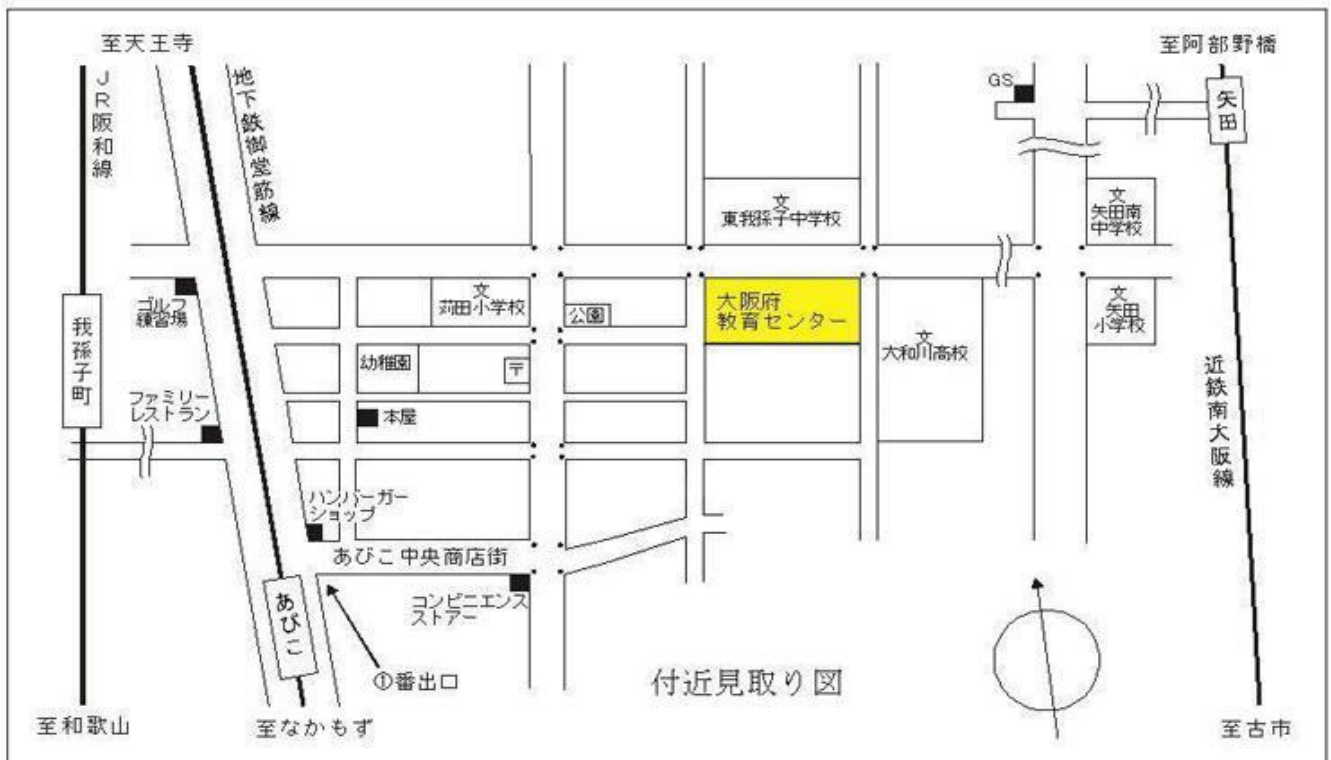 至天王寺
至阿部野橋
JR阪和線
地下鉄御堂筋線
GS
矢田
文
東我孫子中学校
文
矢田南
中学校
ゴルフ
練習場
文
苅田小学校
公園
大阪府
教育センター
文
大和川高校
文
矢田
小学校
我孫子町
幼稚園
〒
ファミリー
レストラン
本屋
近鉄南大阪線
ハンバーガー
ショップ
あびこ中央商店街
あびこ
コンビニエンス
ストアー
①番出口
付近見取り図
至和歌山
至なかもず
至古市